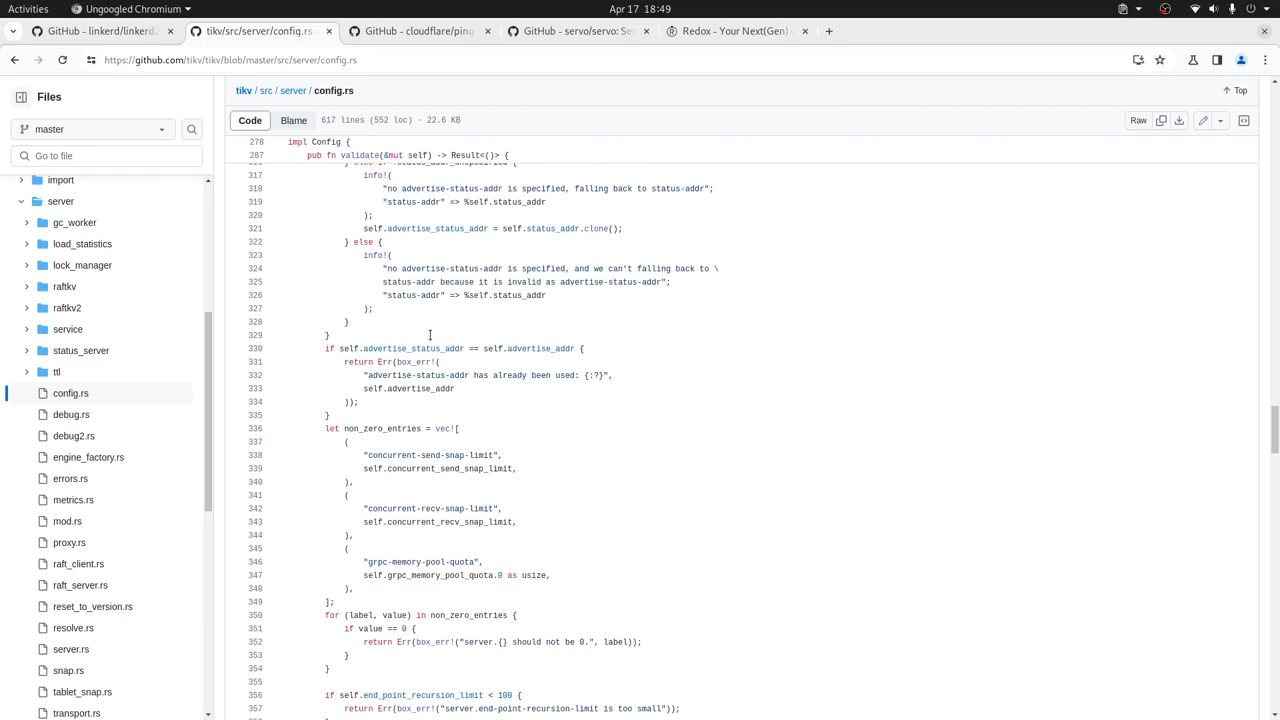 Activities
Ungoogled Chromium
Apr 17 18:49
GitHub - linkerd/linkerd2
tikv/src/server/config.rs
GitHub - cloudflare/ping
GitHub - servo/servo: Se
Redox - Your Next(Gen)
https://github.com/tikv/tikv/blob/master/src/server/config.rs
Files
master
Go to file
import
server
gc_worker
load_statistics
lock_manager
raftkv
raftkv2
service
status_server
ttl
config.rs
debug.rs
debug2.rs
engine_factory.rs
errors.rs
metrics.rs
mod.rs
proxy.rs
raft_client.rs
raft_server.rs
reset_to_version.rs
resolve.rs
server.rs
snap.rs
tablet_snap.rs
transport.rs
tikv / src / server / config.rs
Top
Code Blame 617 lines (552 loc) · 22.6 KB
Raw
278 impl Config {
287 pub fn validate(&mut self) -> Result<()> {
317 info!(
318 "no advertise-status-addr is specified, falling back to status-addr";
319 "status-addr" => %self.status_addr
320 );
321 self.advertise_status_addr = self.status_addr.clone();
322 } else {
323 info!(
324 "no advertise-status-addr is specified, and we can't falling back to \
325 status-addr because it is invalid as advertise-status-addr";
326 "status-addr" => %self.status_addr
327 );
328 }
329 }
330 if self.advertise_status_addr == self.advertise_addr {
331 return Err(box_err!(
332 "advertise-status-addr has already been used: {:?}",
333 self.advertise_addr
334 ));
335 }
336 let non_zero_entries = vec![
337 (
338 "concurrent-send-snap-limit",
339 self.concurrent_send_snap_limit,
340 ),
341 (
342 "concurrent-recv-snap-limit",
343 self.concurrent_recv_snap_limit,
344 ),
345 (
346 "grpc-memory-pool-quota",
347 self.grpc_memory_pool_quota.0 as usize,
348 ),
349 ];
350 for (label, value) in non_zero_entries {
351 if value == 0 {
352 return Err(box_err!("server.{} should not be 0.", label));
353 }
354 }
355
356 if self.end_point_recursion_limit < 100 {
357 return Err(box_err!("server.end-point-recursion-limit is too small"));